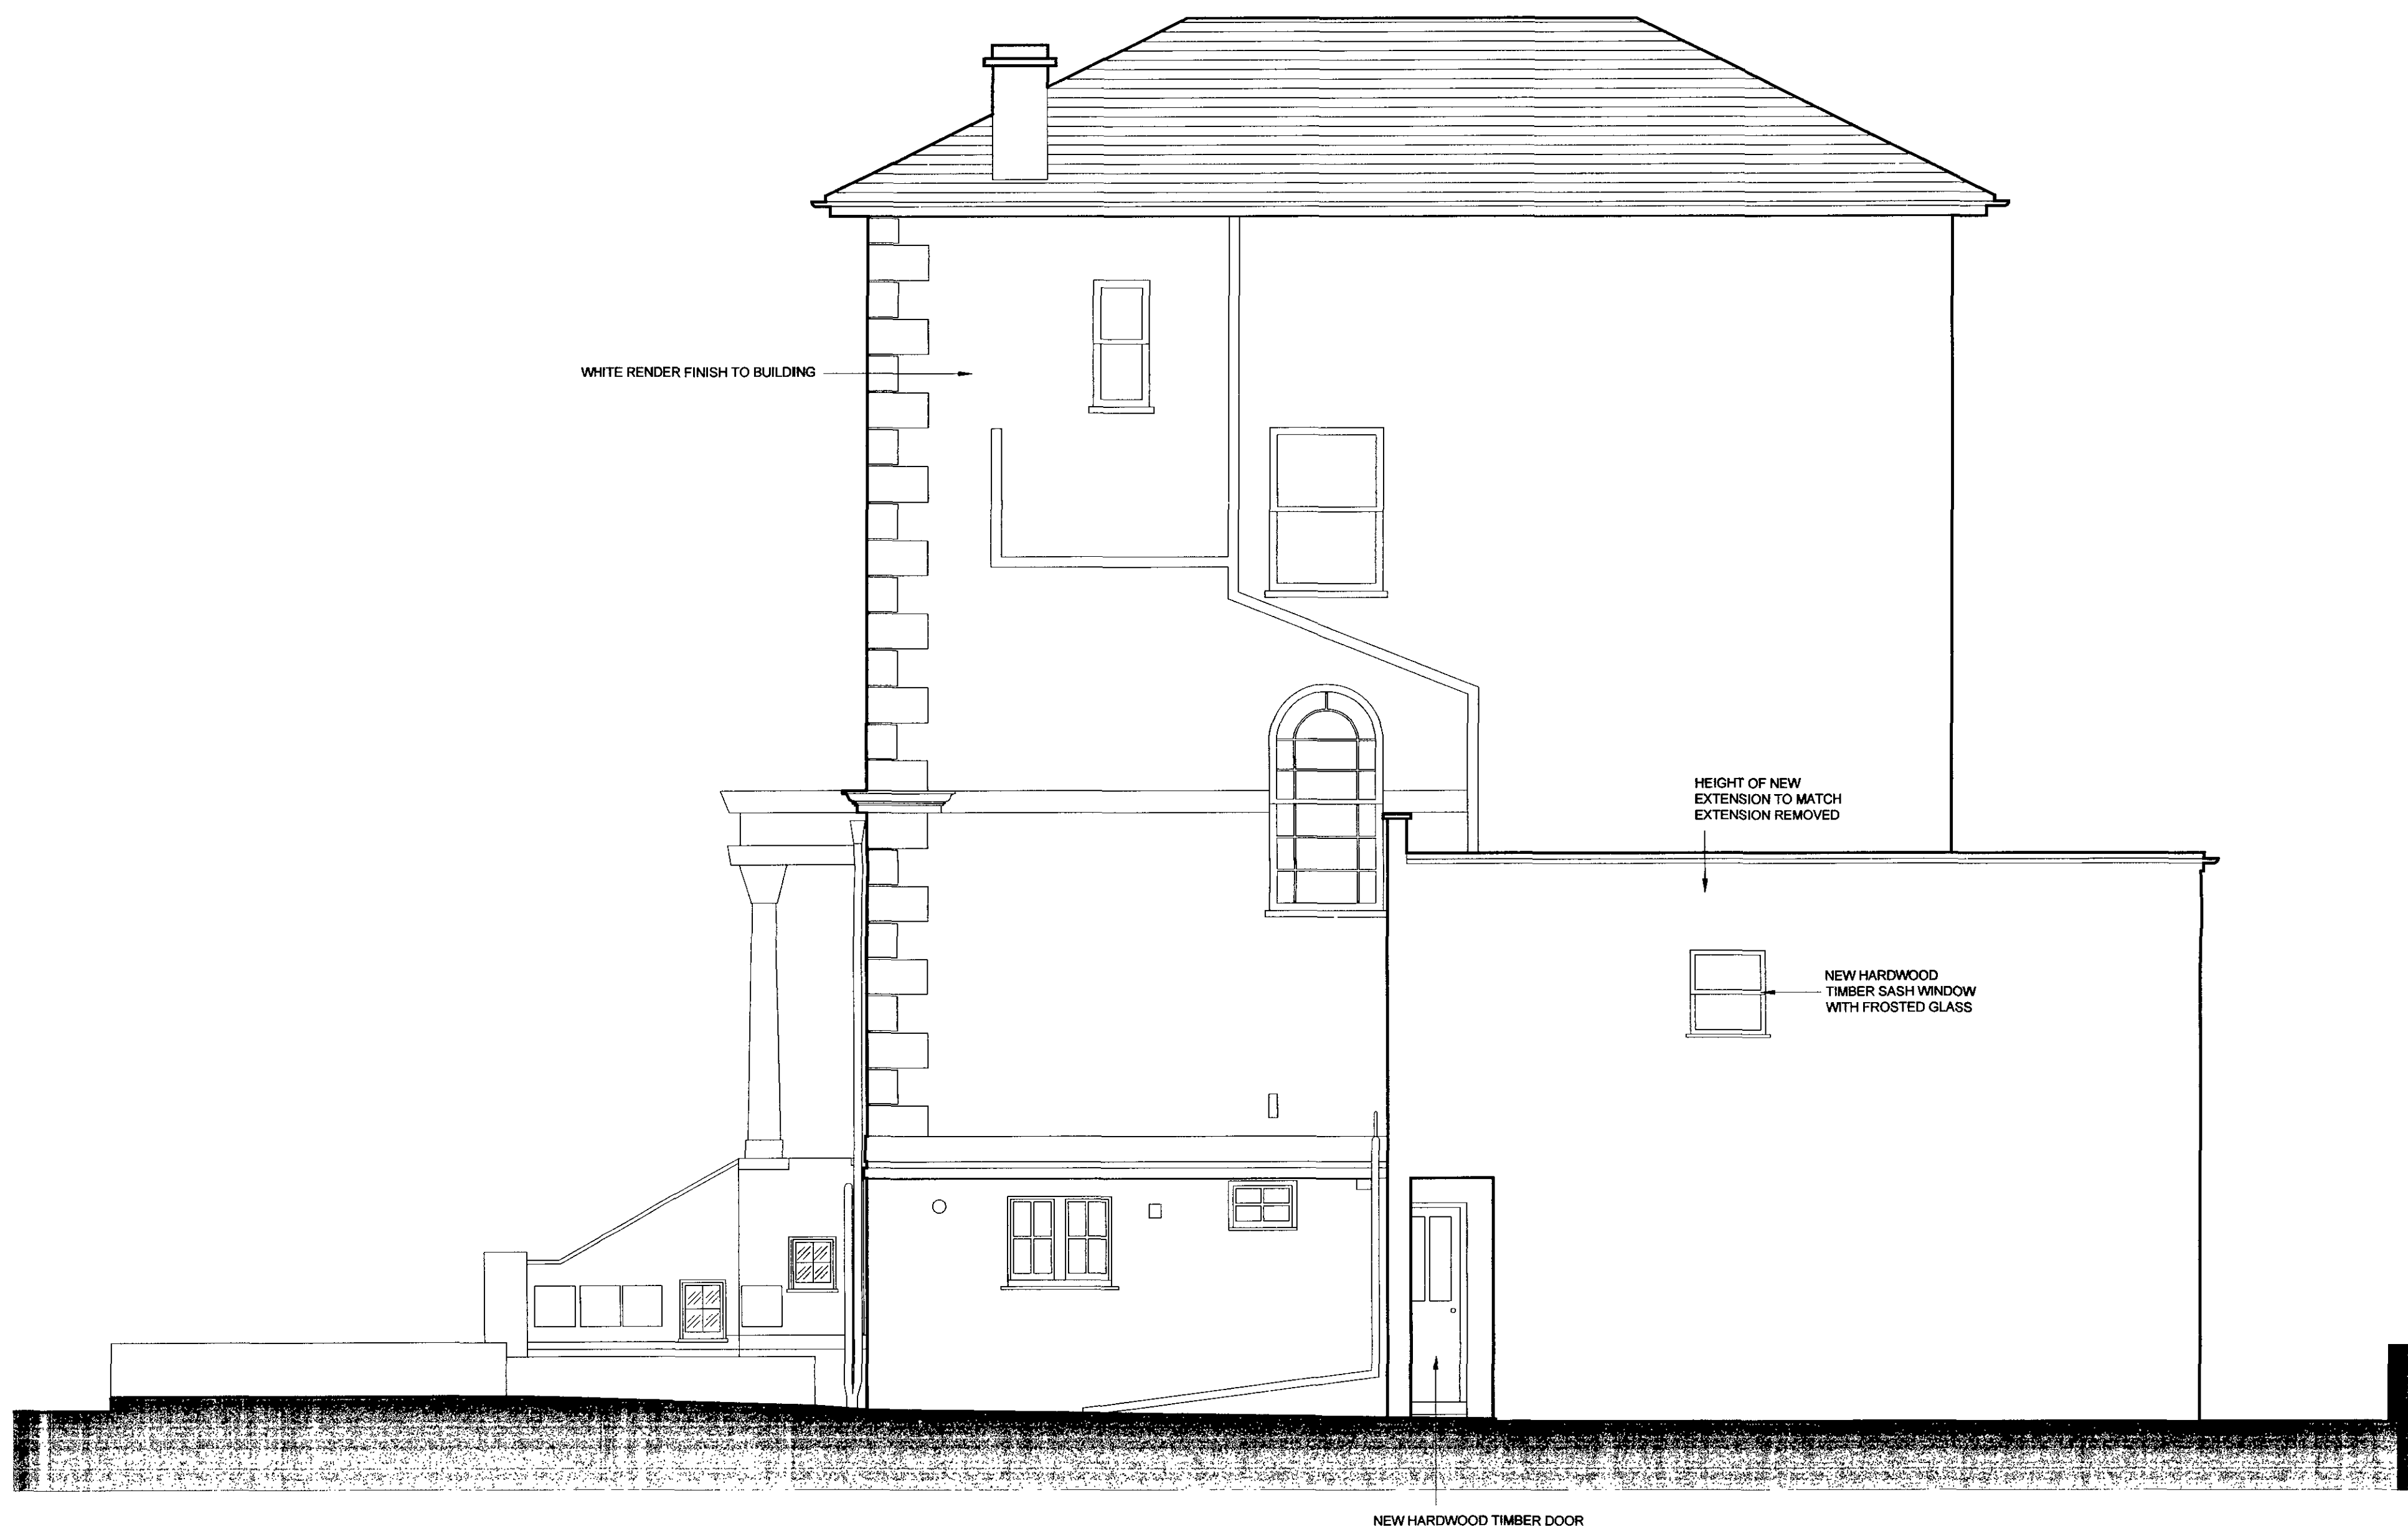 WHITE RENDER FINISH TO BUILDING
HEIGHT OF NEW
EXTENSION TO MATCH
EXTENSION REMOVED
NEW HARDWOOD
TIMBER SASH WINDOW
WITH FROSTED GLASS
NEW HARDWOOD TIMBER DOOR